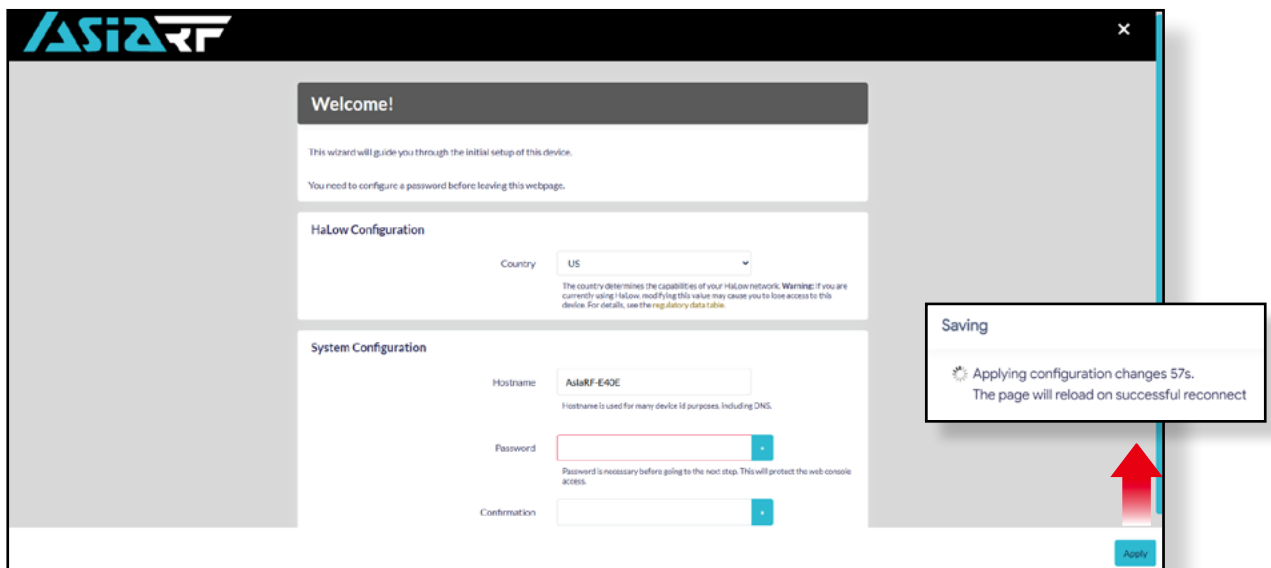 AsiaRF
×
Welcome!
This wizard will guide you through the initial setup of this device.
You need to configure a password before leaving this webpage.
HaLow Configuration
Country
US
The country determines the capabilities of your HaLow network. Warning: If you are
currently using HaLow, modifying this value may cause you to lose access to this
device. For details, see the regulatory data table.
System Configuration
Hostname
AsiaRF-E40E
Hostname is used for many device id purposes, including DNS.
Password
Password is necessary before going to the next step. This will protect the web console
access.
Confirmation
Saving
Applying configuration changes 57s.
The page will reload on successful reconnect
Apply